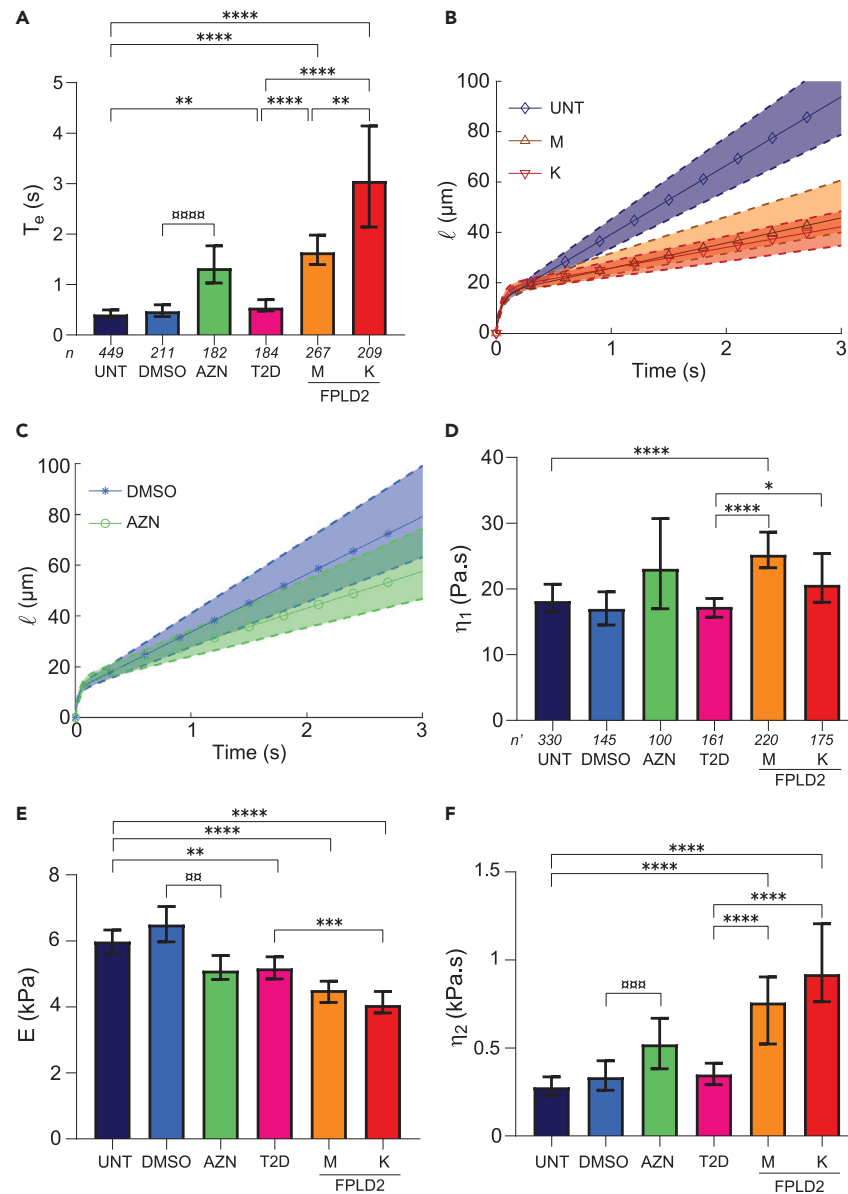 A
****
****
****
** **** **
¤¤¤¤
5
4
3
2
1
0
Te (s)
n 449 211 182 184 267 209
UNT DMSO AZN T2D M K
FPLD2
B
100
80
60
40
20
0
ℓ (µm)
UNT
M
K
0 1 2 3
Time (s)
C
100
80
60
40
20
0
ℓ (µm)
DMSO
AZN
0 1 2 3
Time (s)
D
****
*
****
40
30
20
10
0
η1 (Pa.s)
n' 330 145 100 161 220 175
UNT DMSO AZN T2D M K
FPLD2
E
****
****
**
¤¤
***
8
6
4
2
0
E (kPa)
UNT DMSO AZN T2D M K
FPLD2
F
****
****
****
****
¤¤¤
1.5
1
0.5
0
η2 (kPa.s)
UNT DMSO AZN T2D M K
FPLD2